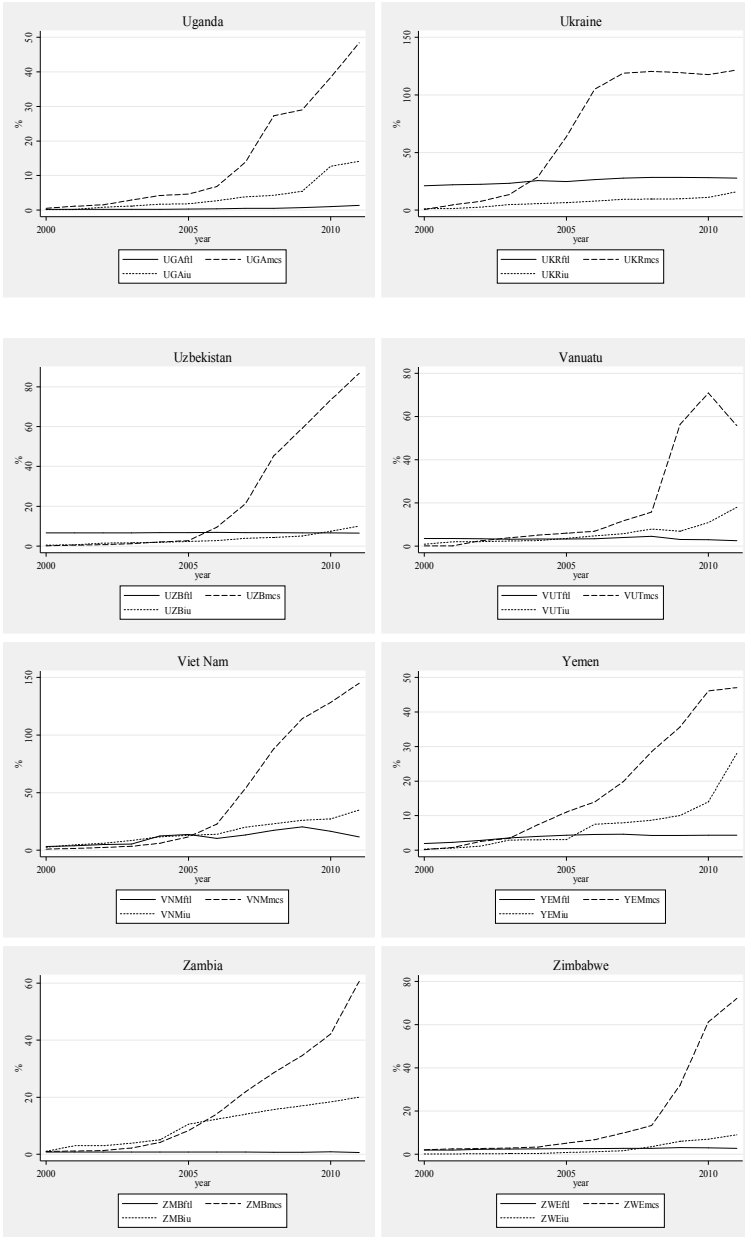 Uganda
50
40
30
20
10
0
%
2000 2005 2010
year
UGAftl UGAmcs
UGAiu
Ukraine
150
100
50
0
%
2000 2005 2010
year
UKRftl UKRmcs
UKRiu
Uzbekistan
80
60
40
20
0
%
2000 2005 2010
year
UZBftl UZBmcs
UZBiu
Vanuatu
80
60
40
20
0
%
2000 2005 2010
year
VUTftl VUTmcs
VUTiu
Viet Nam
150
100
50
0
%
2000 2005 2010
year
VNMftl VNMmcs
VNMiu
Yemen
50
40
30
20
10
0
%
2000 2005 2010
year
YEMftl YEMmcs
YEMiu
Zambia
60
40
20
0
%
2000 2005 2010
year
ZMBftl ZMBmcs
ZMBiu
Zimbabwe
80
60
40
20
0
%
2000 2005 2010
year
ZWEftl ZWEmcs
ZWEiu